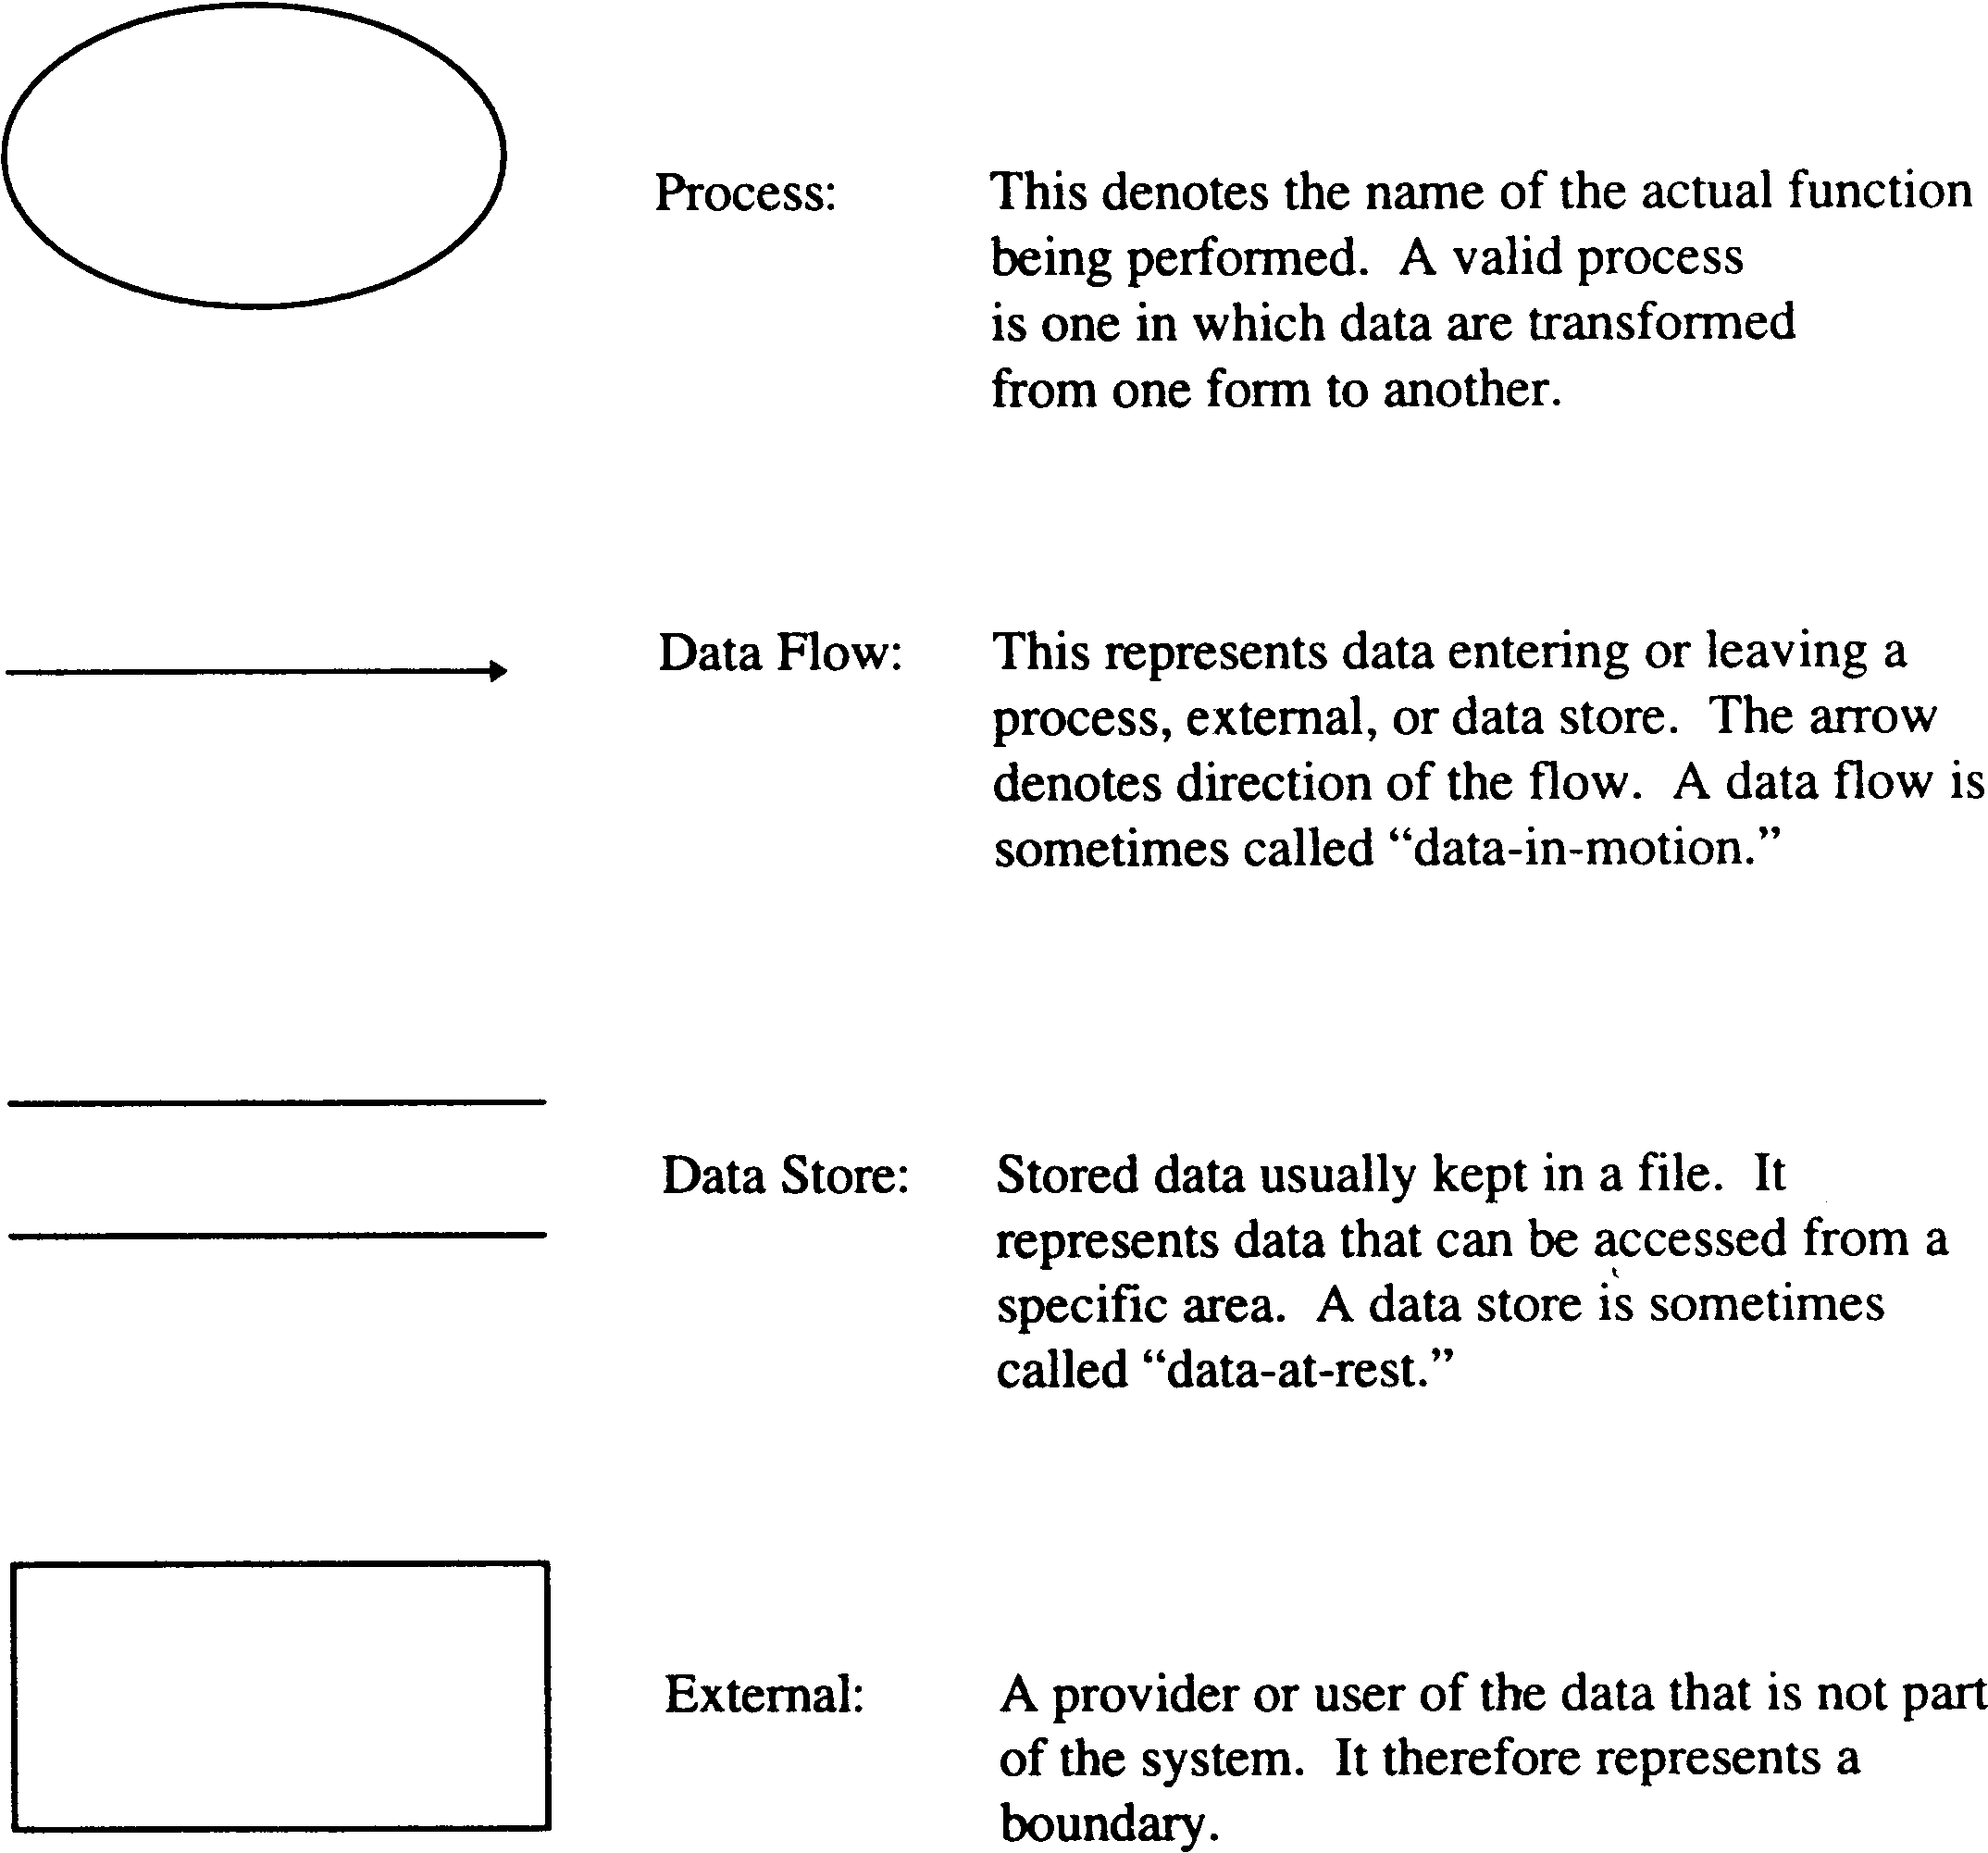 Process: This denotes the name of the actual function
being performed. A valid process
is one in which data are transformed
from one form to another.
Data Flow: This represents data entering or leaving a
process, external, or data store. The arrow
denotes direction of the flow. A data flow is
sometimes called “data-in-motion.”
Data Store: Stored data usually kept in a file. It
represents data that can be accessed from a
specific area. A data store is sometimes
called “data-at-rest.”
External: A provider or user of the data that is not part
of the system. It therefore represents a
boundary.